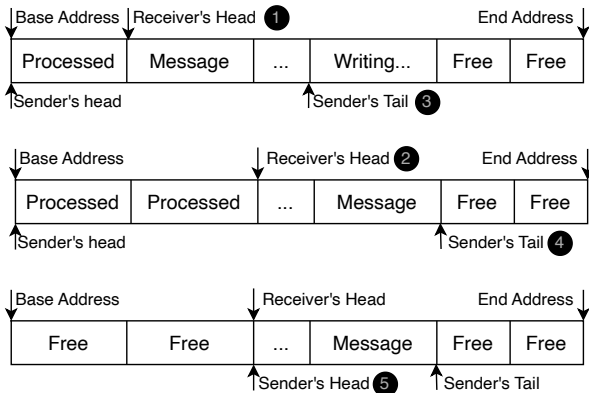 Base Address Receiver's Head 1 End Address
Processed Message ... Writing... Free Free
Sender's head Sender's Tail 3
Base Address Receiver's Head 2 End Address
Processed Processed ... Message Free Free
Sender's head Sender's Tail 4
Base Address Receiver's Head End Address
Free Free ... Message Free Free
Sender's Head 5 Sender's Tail